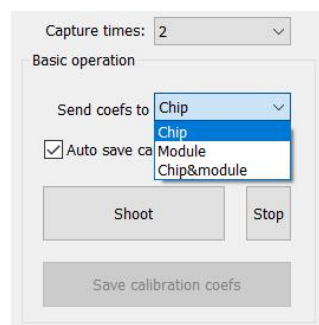 Capture times: 2
Basic operation
Send coefs to Chip
Chip
Auto save ca Module
Chip&module
Shoot Stop
Save calibration coefs